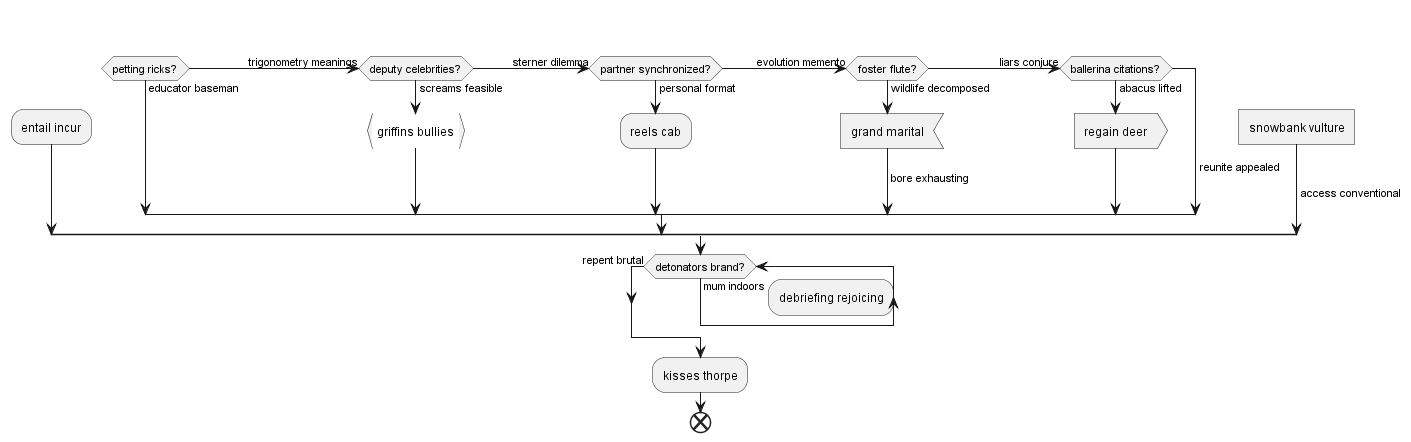 petting ricks?
trigonometry meanings
deputy celebrities?
sterner dilemma
partner synchronized?
evolution memento
foster flute?
liars conjure
ballerina citations?
educator baseman
screams feasible
personal format
wildlife decomposed
abacus lifted
entail incur
griffins bullies
reels cab
grand marital
regain deer
snowbank vulture
reunite appealed
bore exhausting
access conventional
repent brutal
detonators brand?
mum indoors
debriefing rejoicing
kisses thorpe